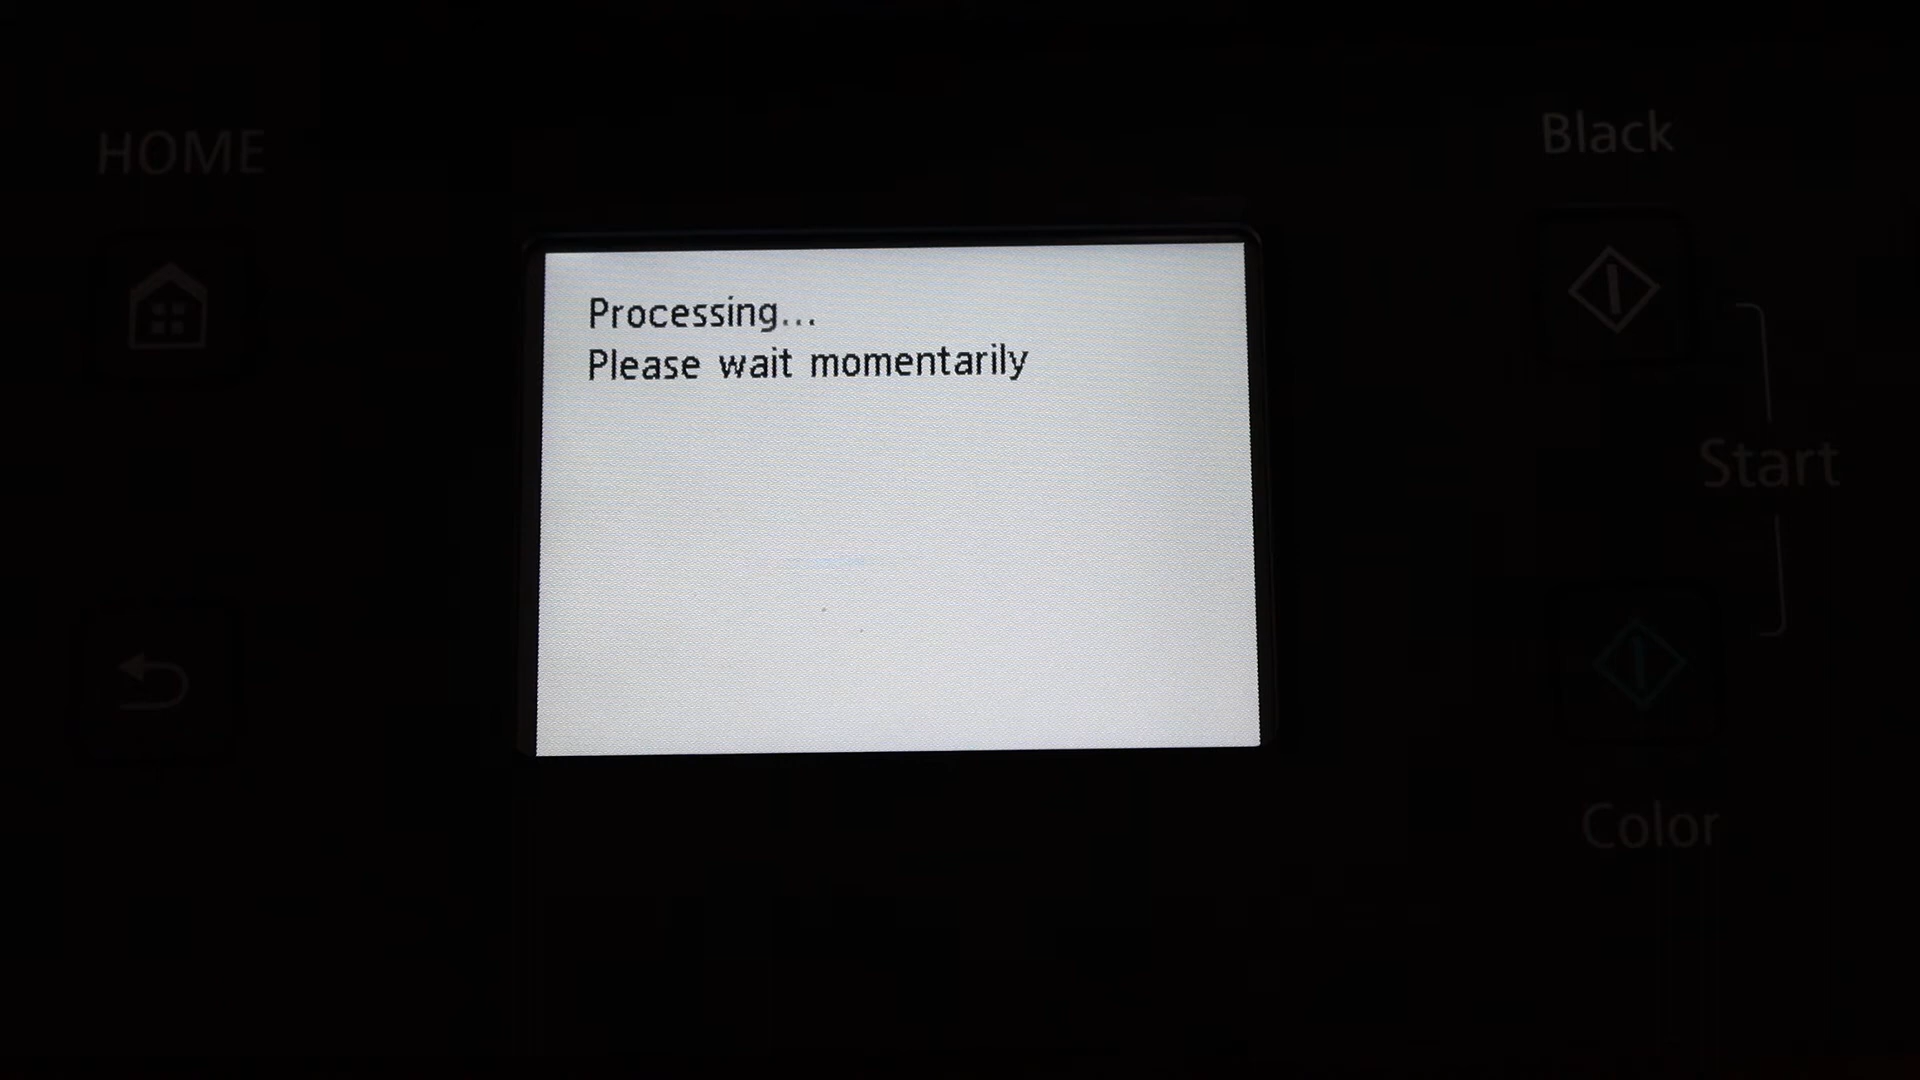 HOME
Black
Processing...
Please wait momentarily
Start
Color